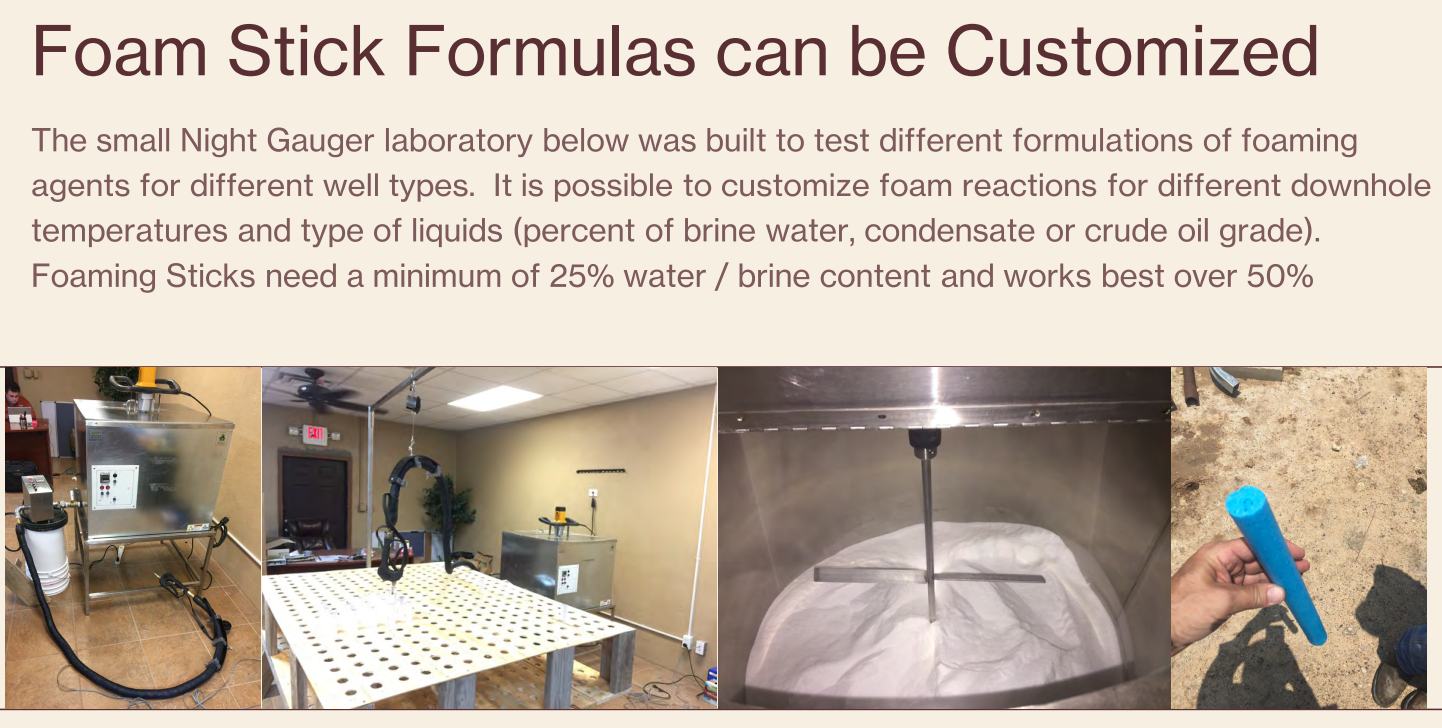 Foam Stick Formulas can be Customized
The small Night Gauger laboratory below was built to test different formulations of foaming
agents for different well types.  It is possible to customize foam reactions for different downhole
temperatures and type of liquids (percent of brine water, condensate or crude oil grade).
Foaming Sticks need a minimum of 25% water / brine content and works best over 50%
EXIT